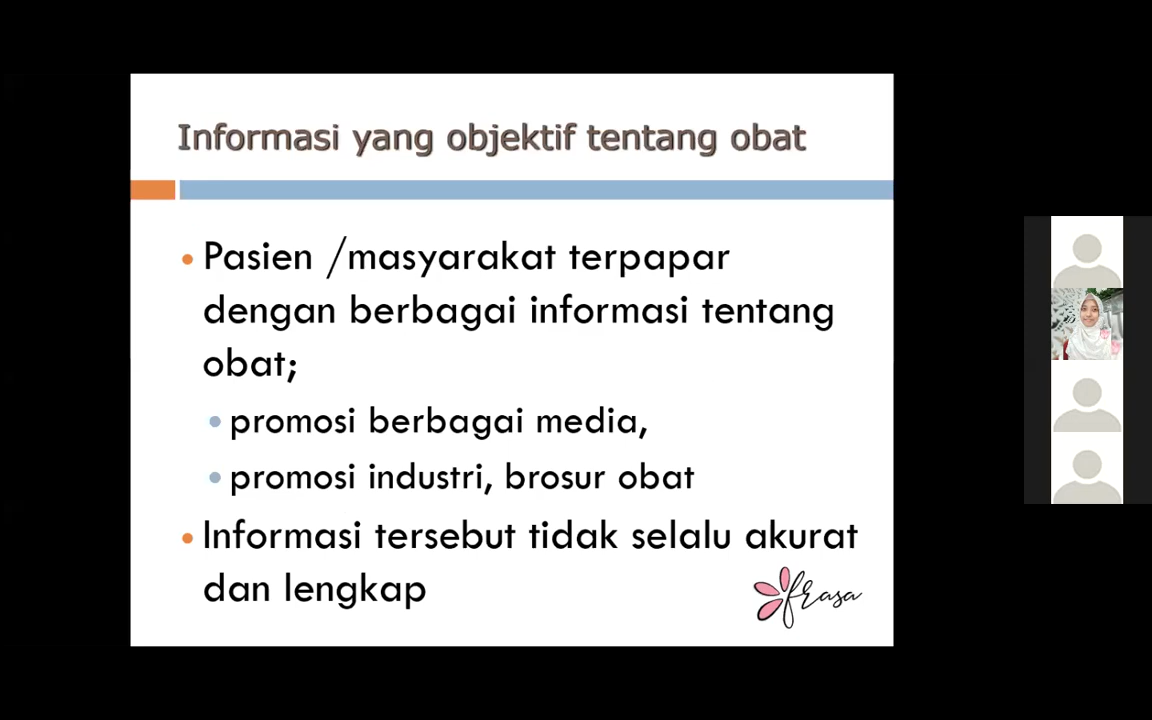 Informasi yang objektif tentang obat
Pasien /masyarakat terpapar
dengan berbagai informasi tentang
obat;
promosi berbagai media,
promosi industri, brosur obat
Informasi tersebut tidak selalu akurat
dan lengkap
frasa